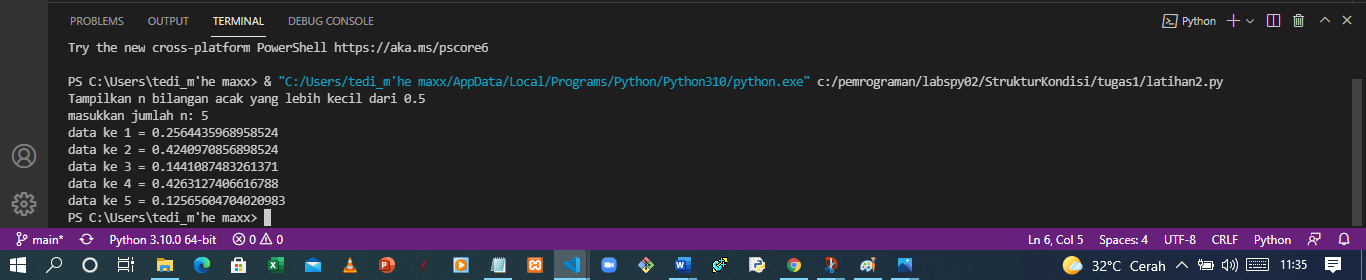 PROBLEMS OUTPUT TERMINAL DEBUG CONSOLE Python
Try the new cross-platform PowerShell https://aka.ms/pscore6
PS C:\Users\tedi_m'he maxx> & "C:/Users/tedi_m'he maxx/AppData/Local/Programs/Python/Python310/python.exe" c:/pemrograman/labspy02/StrukturKondisi/tugas1/latihan2.py
Tampilkan n bilangan acak yang lebih kecil dari 0.5
masukkan jumlah n: 5
data ke 1 = 0.2564435968958524
data ke 2 = 0.4240970856898524
data ke 3 = 0.1441087483261371
data ke 4 = 0.4263127406616788
data ke 5 = 0.12565604704020983
PS C:\Users\tedi_m'he maxx>
main* Python 3.10.0 64-bit 0 0 Ln 6, Col 5 Spaces: 4 UTF-8 CRLF Python
32°C Cerah 11:35